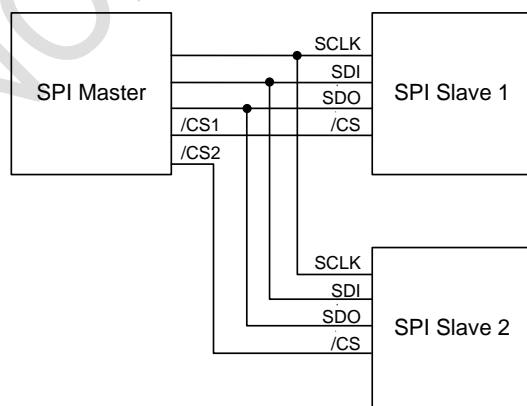 SPI Master
/CS1
/CS2
SCLK
SDI
SDO
/CS
SPI Slave 1
SCLK
SDI
SDO
/CS
SPI Slave 2